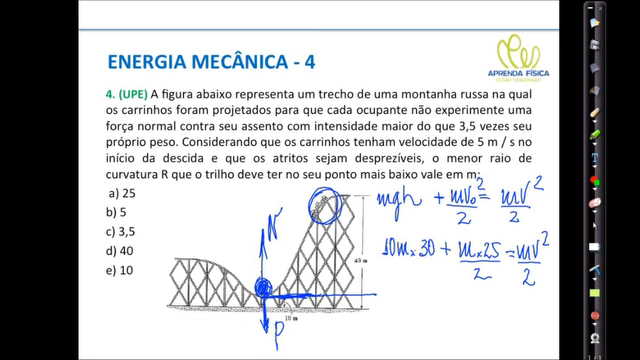 ENERGIA MECÂNICA - 4
APRENDA FÍSICA
4. (UPE) A figura abaixo representa um trecho de uma montanha russa na qual
os carrinhos foram projetados para que cada ocupante não experimente uma
força normal contra seu assento com intensidade maior do que 3,5 vezes seu
próprio peso. Considerando que os carrinhos tenham velocidade de 5 m / s no
início da descida e que os atritos sejam desprezíveis, o menor raio de
curvatura R que o trilho deve ter no seu ponto mais baixo vale em m:
a) 25
b) 5
c) 3,5
d) 40
e) 10
mgh + mv₀²/2 = mv²/2
10m x 30 + m x 25/2 = mv²/2
N
40 m
10 m
P